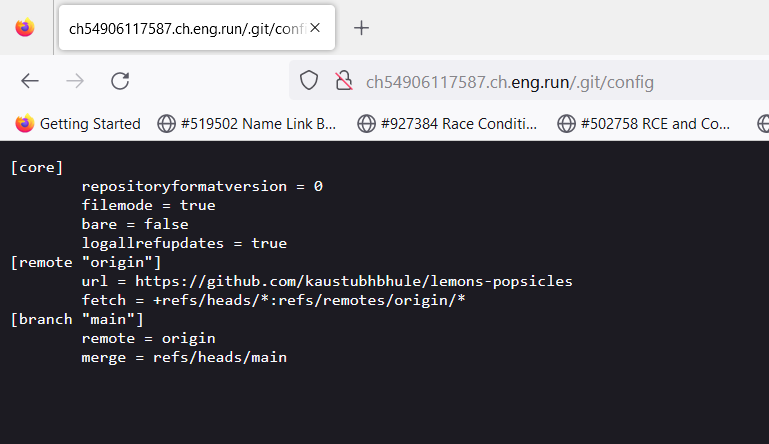 ch54906117587.ch.eng.run/.git/confi
ch54906117587.ch.eng.run/.git/config
Getting Started #519502 Name Link B... #927384 Race Conditi... #502758 RCE and Co...
[core]
repositoryformatversion = 0
filemode = true
bare = false
logallrefupdates = true
[remote "origin"]
url = https://github.com/kaustubhbhule/lemons-popsicles
fetch = +refs/heads/*:refs/remotes/origin/*
[branch "main"]
remote = origin
merge = refs/heads/main